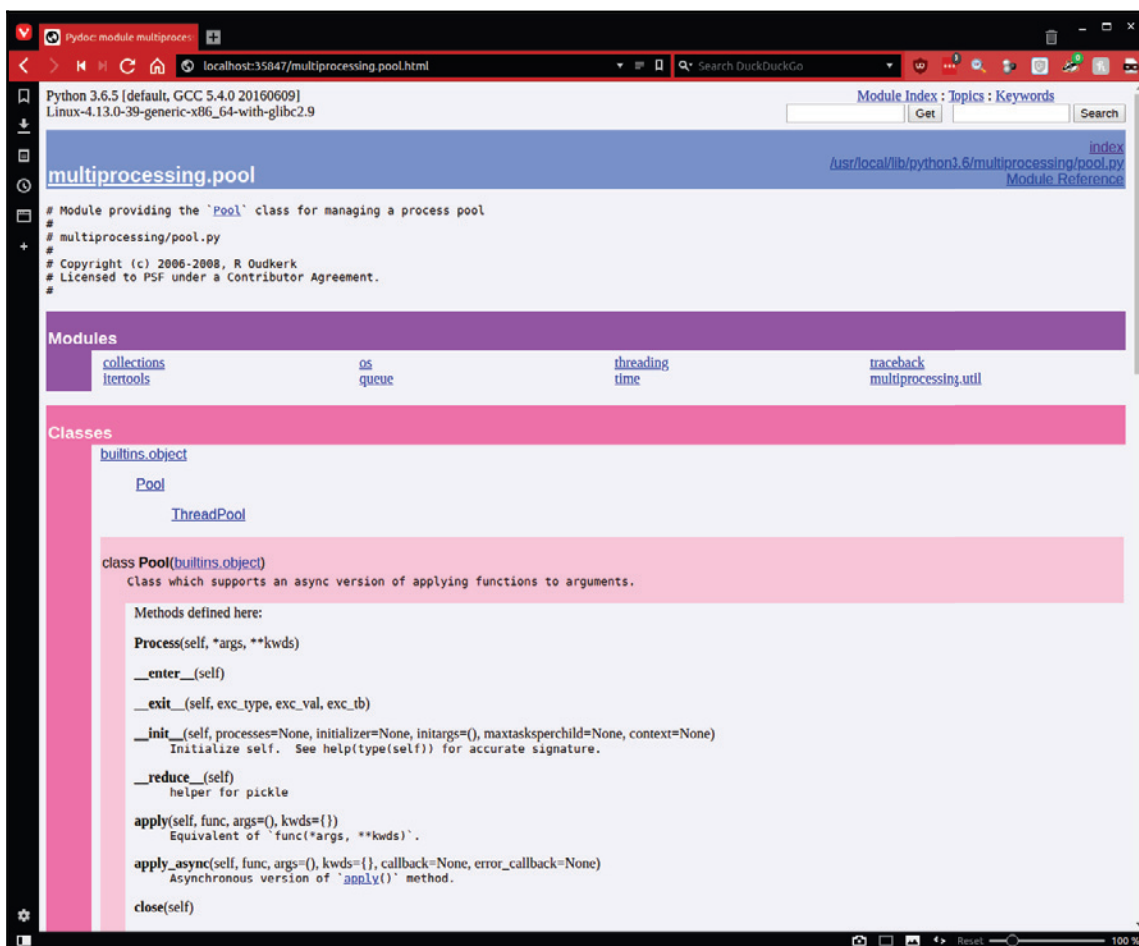 Pydoc: module multiproces
localhost:35847/multiprocessing.pool.html
Search DuckDuckGo
Python 3.6.5 [default, GCC 5.4.0 20160609]
Linux-4.13.0-39-generic-x86_64-with-glibc2.9
Module Index : Topics : Keywords
Get
Search
multiprocessing.pool
index
/usr/local/lib/python3.6/multiprocessing/pool.py
Module Reference
# Module providing the `Pool` class for managing a process pool
#
# multiprocessing/pool.py
#
# Copyright (c) 2006-2008, R Oudkerk
# Licensed to PSF under a Contributor Agreement.
#
Modules
collections os threading traceback
itertools queue time multiprocessing.util
Classes
builtins.object
Pool
ThreadPool
class Pool(builtins.object)
Class which supports an async version of applying functions to arguments.
Methods defined here:
Process(self, *args, **kwds)
__enter__(self)
__exit__(self, exc_type, exc_val, exc_tb)
__init__(self, processes=None, initializer=None, initargs=(), maxtasksperchild=None, context=None)
Initialize self.  See help(type(self)) for accurate signature.
__reduce__(self)
helper for pickle
apply(self, func, args=(), kwds={})
Equivalent of `func(*args, **kwds)`.
apply_async(self, func, args=(), kwds={}, callback=None, error_callback=None)
Asynchronous version of `apply()` method.
close(self)
Reset
100 %